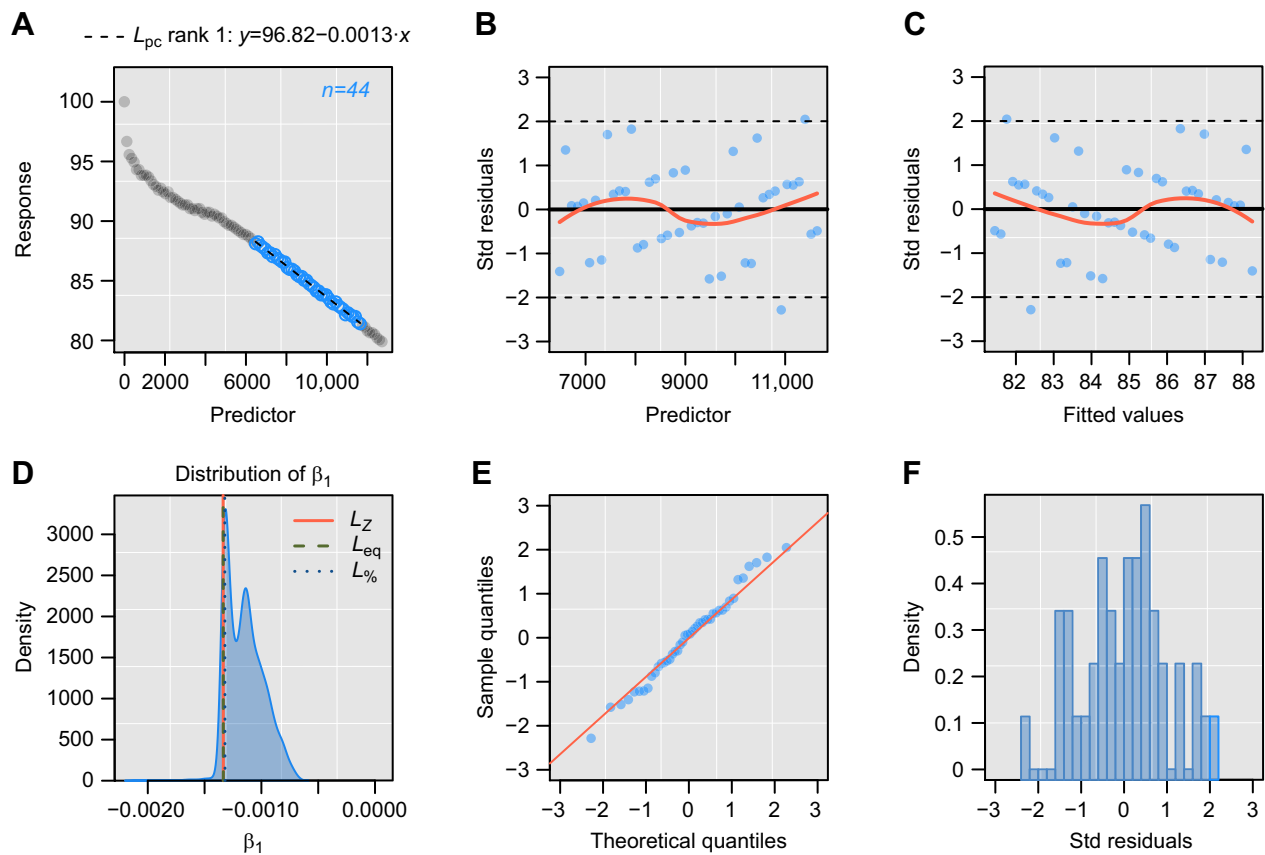 A
L_pc rank 1: y=96.82−0.0013·x
n=44
100
95
90
85
80
Response
0 2000 6000 10,000
Predictor
B
3
2
1
0
−1
−2
−3
Std residuals
7000 9000 11,000
Predictor
C
3
2
1
0
−1
−2
−3
Std residuals
82 83 84 85 86 87 88
Fitted values
D
Distribution of β₁
L_Z
L_eq
L_%
3000
2500
2000
1500
1000
500
0
Density
−0.0020 −0.0010 0.0000
β₁
E
3
2
1
0
−1
−2
−3
Sample quantiles
−3 −2 −1 0 1 2 3
Theoretical quantiles
F
0.5
0.4
0.3
0.2
0.1
0
Density
−3 −2 −1 0 1 2 3
Std residuals